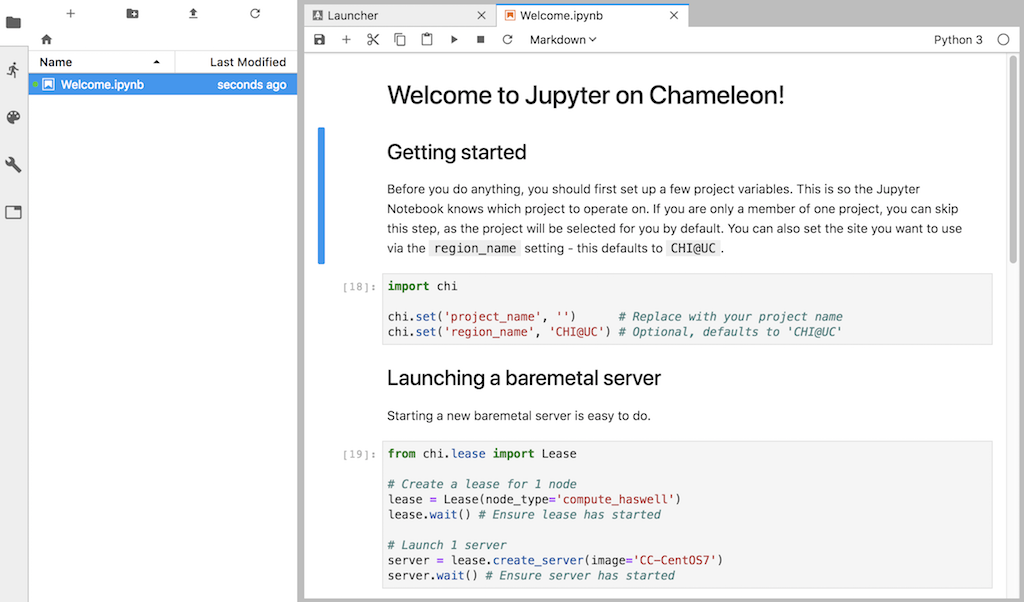 Name
Last Modified
Welcome.ipynb
seconds ago
Launcher
Welcome.ipynb
Markdown
Python 3
Welcome to Jupyter on Chameleon!
Getting started
Before you do anything, you should first set up a few project variables. This is so the Jupyter
Notebook knows which project to operate on. If you are only a member of one project, you can skip
this step, as the project will be selected for you by default. You can also set the site you want to use
via the region_name setting - this defaults to CHI@UC.
[18]:
import chi
chi.set('project_name', '')      # Replace with your project name
chi.set('region_name', 'CHI@UC') # Optional, defaults to 'CHI@UC'
Launching a baremetal server
Starting a new baremetal server is easy to do.
[19]:
from chi.lease import Lease
# Create a lease for 1 node
lease = Lease(node_type='compute_haswell')
lease.wait() # Ensure lease has started
# Launch 1 server
server = lease.create_server(image='CC-CentOS7')
server.wait() # Ensure server has started